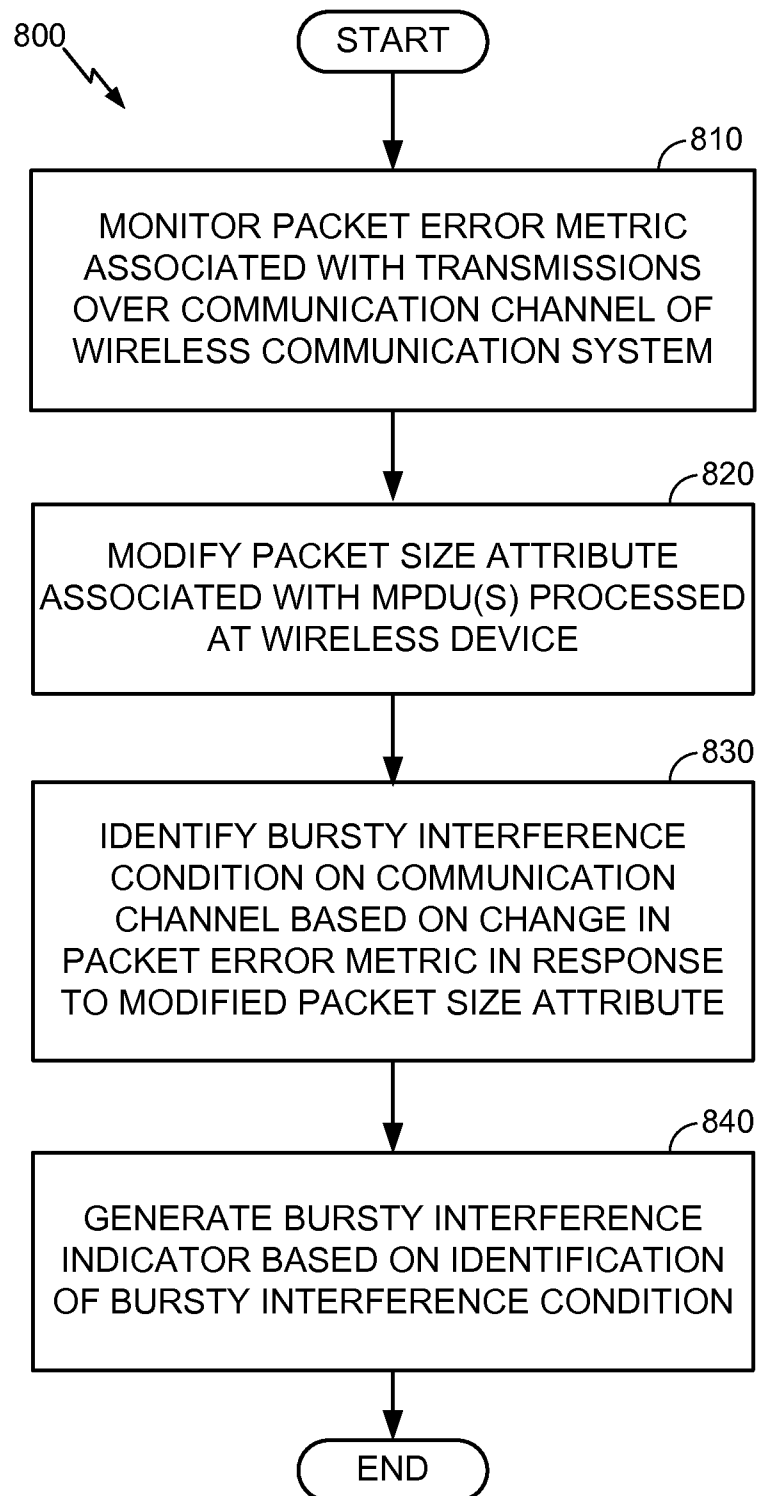 800
START
810
MONITOR PACKET ERROR METRIC
ASSOCIATED WITH TRANSMISSIONS
OVER COMMUNICATION CHANNEL OF
WIRELESS COMMUNICATION SYSTEM
820
MODIFY PACKET SIZE ATTRIBUTE
ASSOCIATED WITH MPDU(S) PROCESSED
AT WIRELESS DEVICE
830
IDENTIFY BURSTY INTERFERENCE
CONDITION ON COMMUNICATION
CHANNEL BASED ON CHANGE IN
PACKET ERROR METRIC IN RESPONSE
TO MODIFIED PACKET SIZE ATTRIBUTE
840
GENERATE BURSTY INTERFERENCE
INDICATOR BASED ON IDENTIFICATION
OF BURSTY INTERFERENCE CONDITION
END